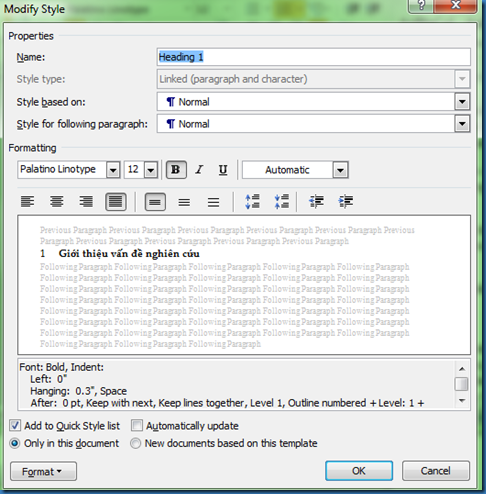 Modify Style
Properties
Name: Heading 1
Style type: Linked (paragraph and character)
Style based on: ¶ Normal
Style for following paragraph: ¶ Normal
Formatting
Palatino Linotype 12 B I U Automatic
Previous Paragraph Previous Paragraph Previous Paragraph Previous Paragraph Previous
Paragraph Previous Paragraph Previous Paragraph Previous Paragraph Previous Paragraph
1 Giới thiệu vấn đề nghiên cứu
Following Paragraph Following Paragraph Following Paragraph Following Paragraph
Following Paragraph Following Paragraph Following Paragraph Following Paragraph
Following Paragraph Following Paragraph Following Paragraph Following Paragraph
Following Paragraph Following Paragraph Following Paragraph Following Paragraph
Following Paragraph Following Paragraph Following Paragraph Following Paragraph
Following Paragraph Following Paragraph Following Paragraph Following Paragraph
Following Paragraph Following Paragraph Following Paragraph
Font: Bold, Indent:
Left: 0"
Hanging: 0.3", Space
After: 0 pt, Keep with next, Keep lines together, Level 1, Outline numbered + Level: 1 +
Add to Quick Style list Automatically update
Only in this document New documents based on this template
Format OK Cancel